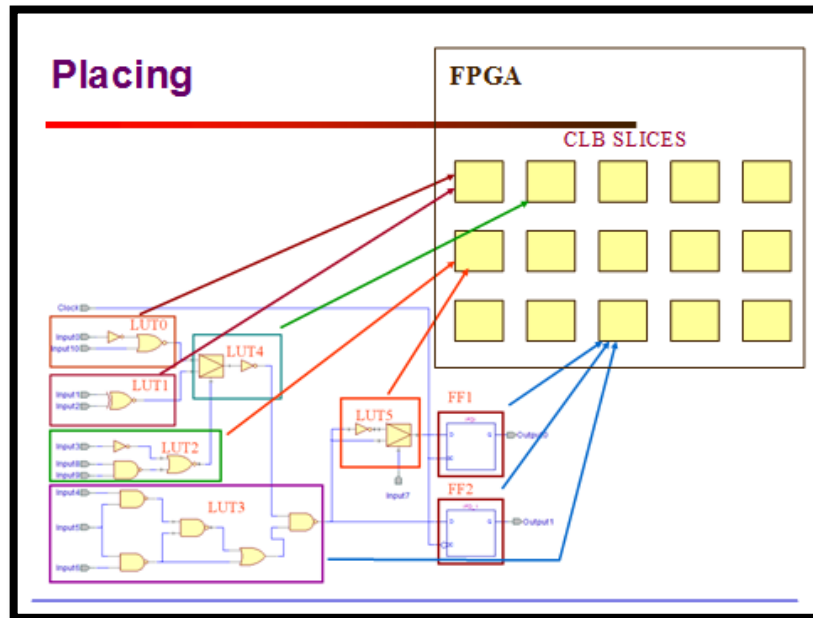 Placing
FPGA
CLB SLICES
Clock
LUT0
Input0
Input10
LUT4
LUT1
Input1
Input2
LUT5
FF1
D
Q
Output0
Input3
LUT2
Input8
Input9
Input7
FF2
Input4
LUT3
Input5
D
Q
Output1
Input6